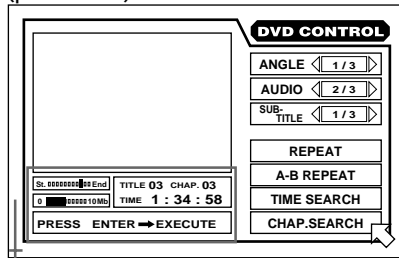 DVD CONTROL
ANGLE 1 / 3
AUDIO 2 / 3
SUB-TITLE 1 / 3
REPEAT
A-B REPEAT
TIME SEARCH
CHAP.SEARCH
St. End
0 10Mb
TITLE 03 CHAP. 03
TIME 1 : 34 : 58
PRESS ENTER ➡ EXECUTE